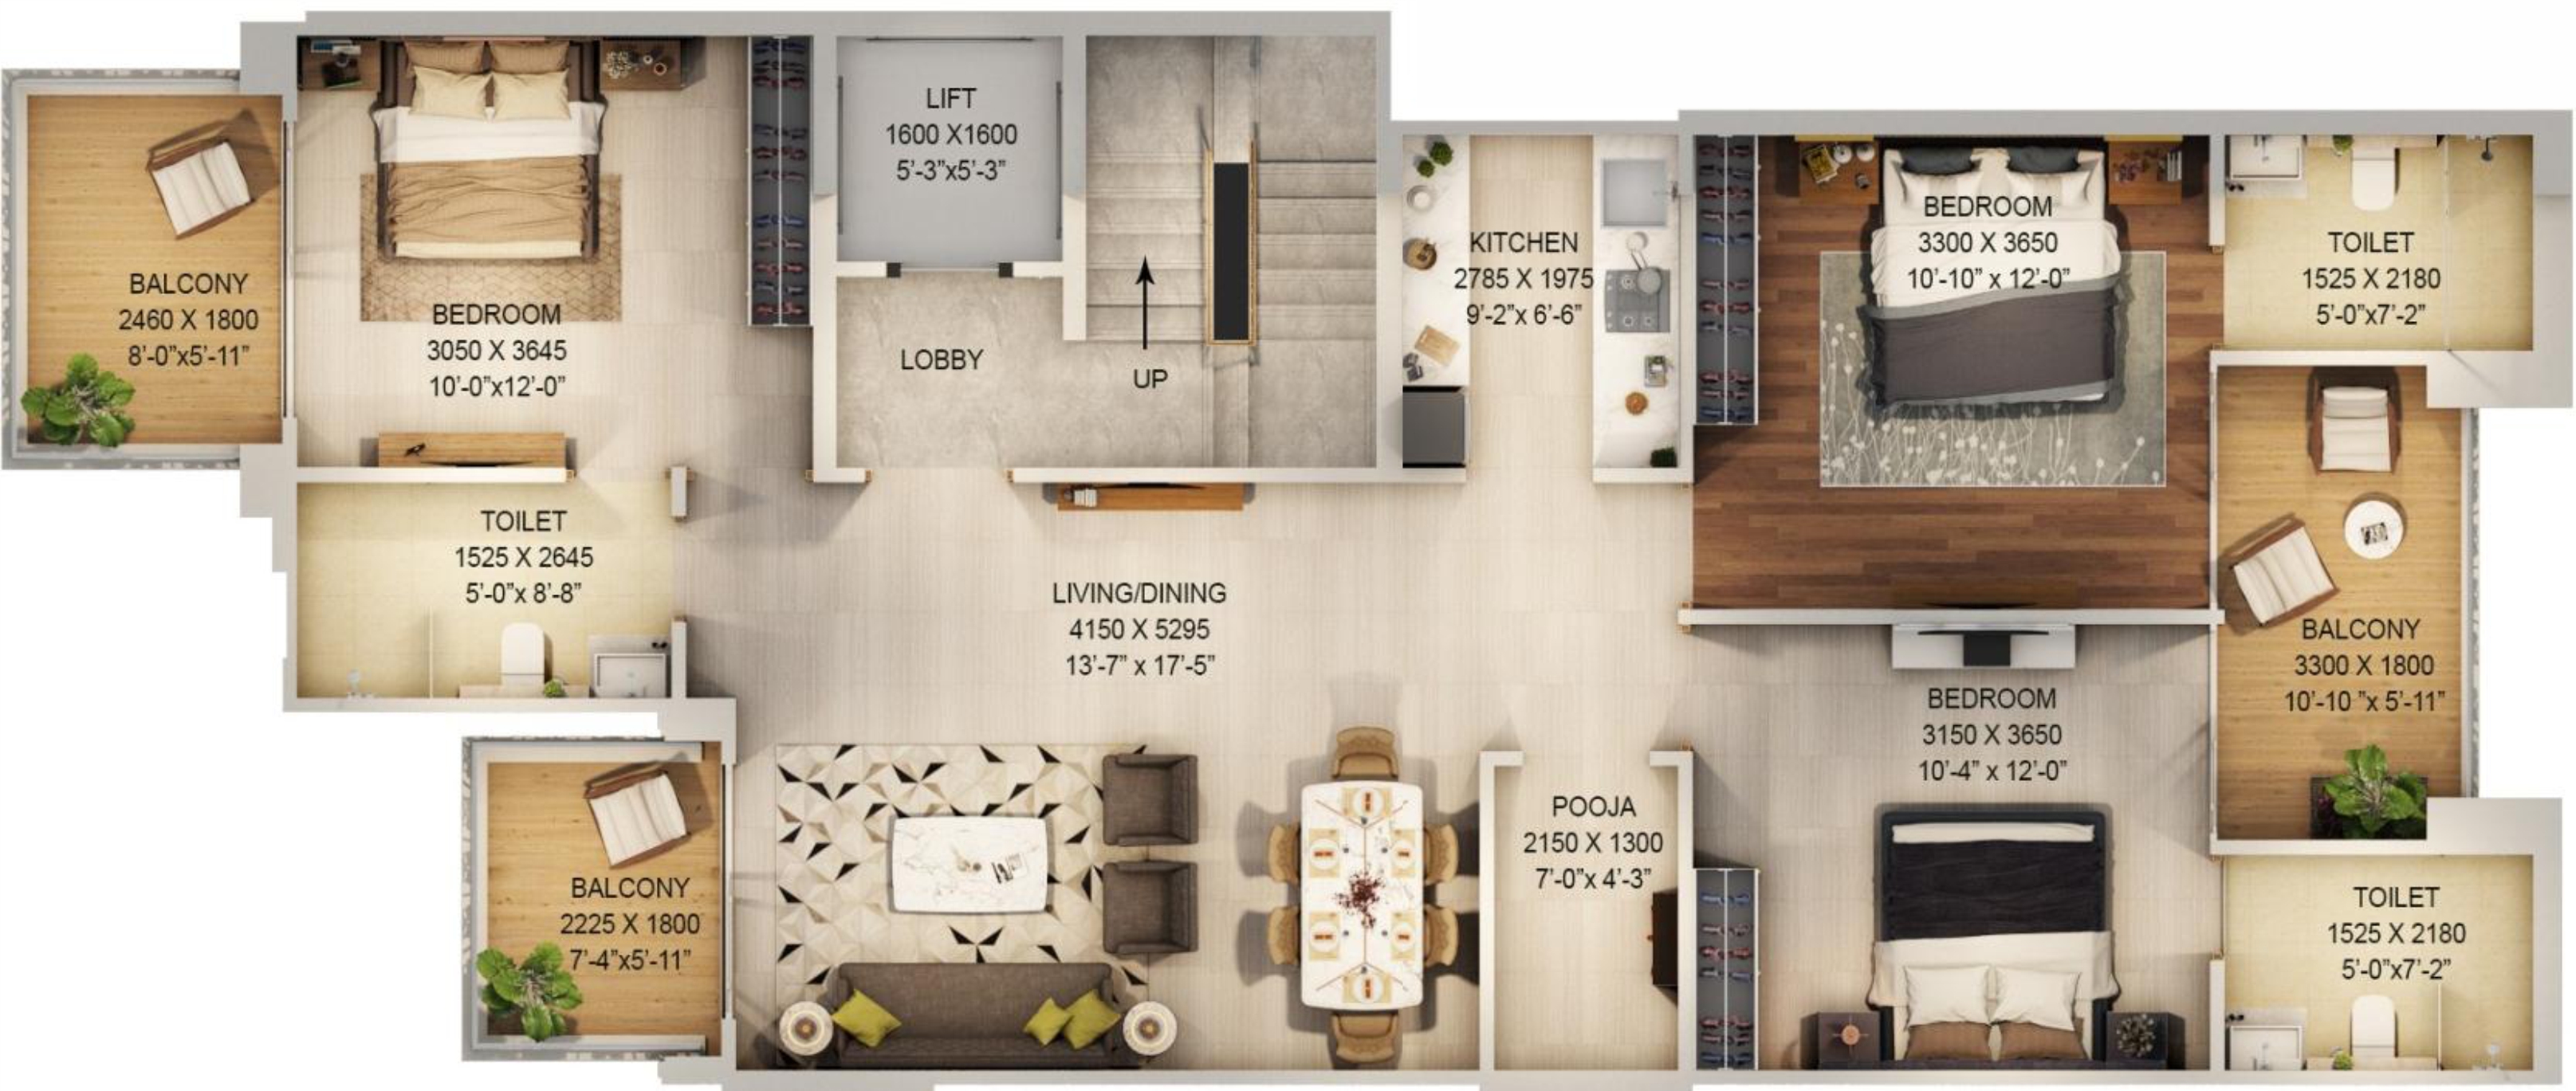 BALCONY
2460 X 1800
8'-0"x5'-11"
BEDROOM
3050 X 3645
10'-0"x12'-0"
LIFT
1600 X1600
5'-3"x5'-3"
LOBBY
UP
KITCHEN
2785 X 1975
9'-2"x 6'-6"
BEDROOM
3300 X 3650
10'-10" x 12'-0"
TOILET
1525 X 2180
5'-0"x7'-2"
TOILET
1525 X 2645
5'-0"x 8'-8"
LIVING/DINING
4150 X 5295
13'-7" x 17'-5"
BALCONY
3300 X 1800
10'-10 "x 5'-11"
BEDROOM
3150 X 3650
10'-4" x 12'-0"
POOJA
2150 X 1300
7'-0"x 4'-3"
BALCONY
2225 X 1800
7'-4"x5'-11"
TOILET
1525 X 2180
5'-0"x7'-2"